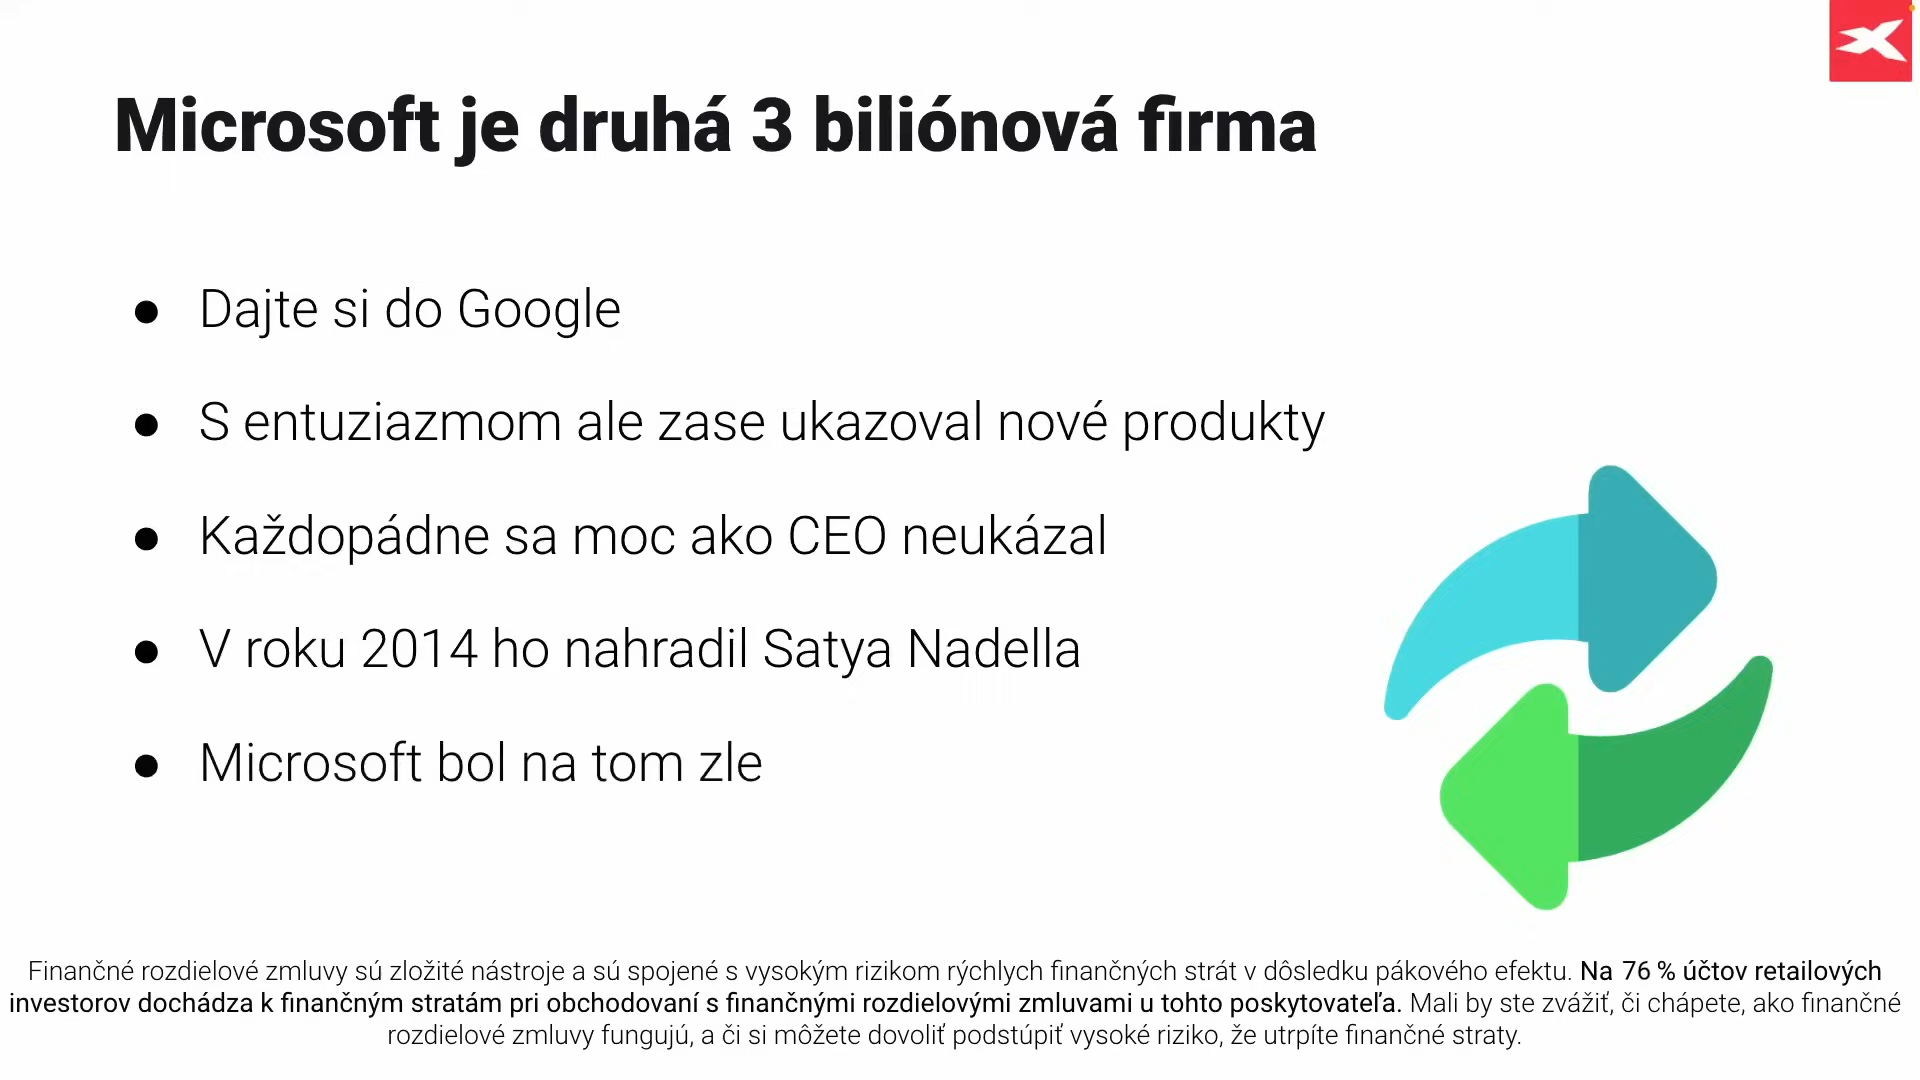 Microsoft je druhá 3 biliónová firma
● Dajte si do Google
● S entuziazmom ale zase ukazoval nové produkty
● Každopádne sa moc ako CEO neukázal
● V roku 2014 ho nahradil Satya Nadella
● Microsoft bol na tom zle
Finančné rozdielové zmluvy sú zložité nástroje a sú spojené s vysokým rizikom rýchlych finančných strát v dôsledku pákového efektu. Na 76 % účtov retailových
investorov dochádza k finančným stratám pri obchodovaní s finančnými rozdielovými zmluvami u tohto poskytovateľa. Mali by ste zvážiť, či chápete, ako finančné
rozdielové zmluvy fungujú, a či si môžete dovoliť podstúpiť vysoké riziko, že utrpíte finančné straty.